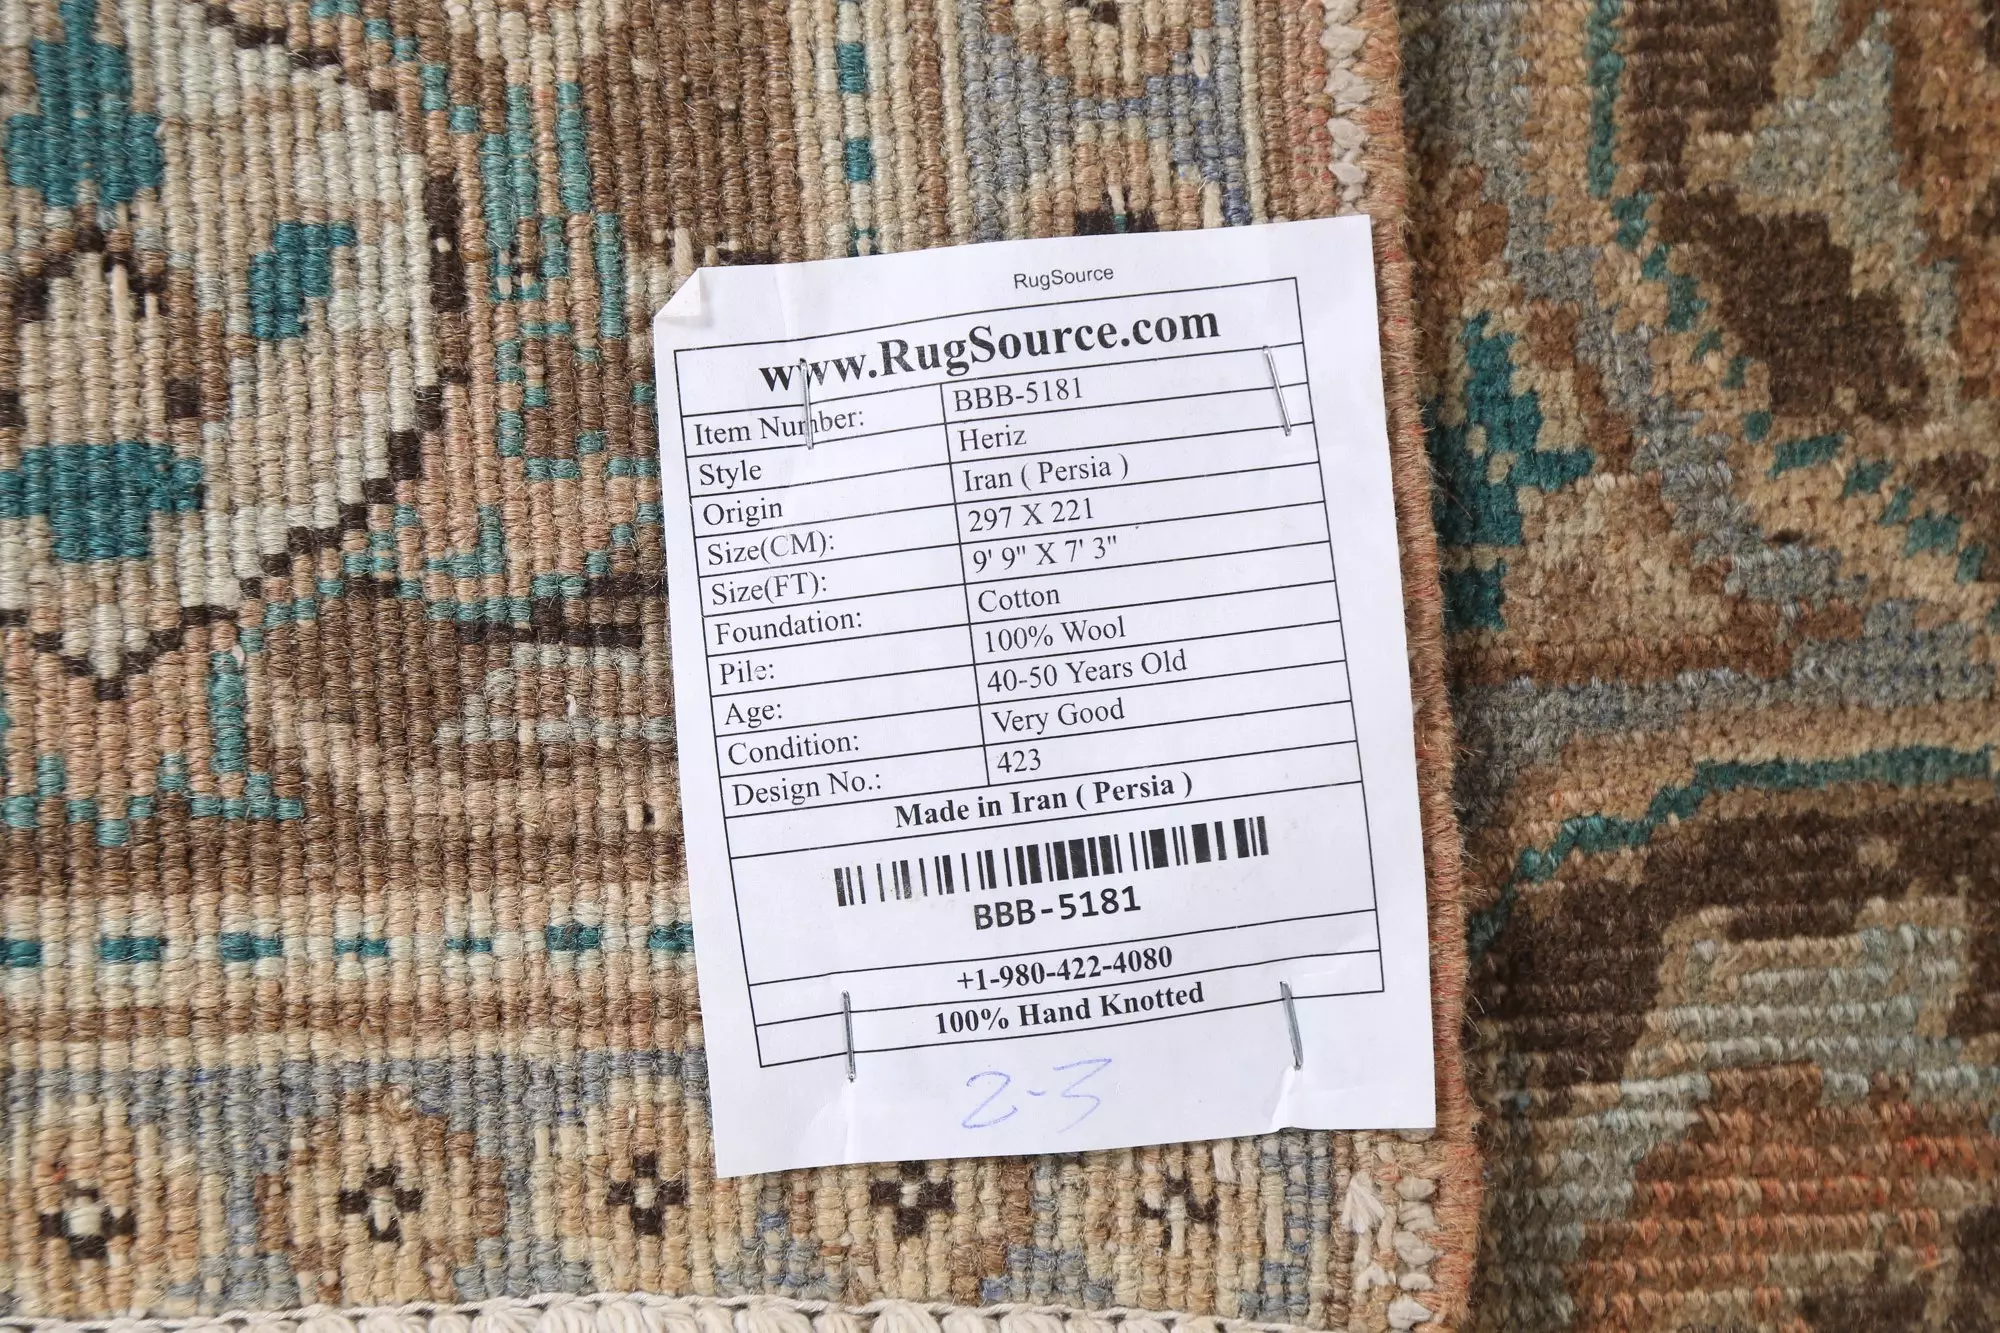 RugSource
www.RugSource.com
Item Number: BBB-5181
Style Heriz
Origin Iran ( Persia )
Size(CM): 297 X 221
Size(FT): 9' 9" X 7' 3"
Foundation: Cotton
Pile: 100% Wool
Age: 40-50 Years Old
Condition: Very Good
Design No.: 423
Made in Iran ( Persia )
BBB-5181
+1-980-422-4080
100% Hand Knotted
2-3